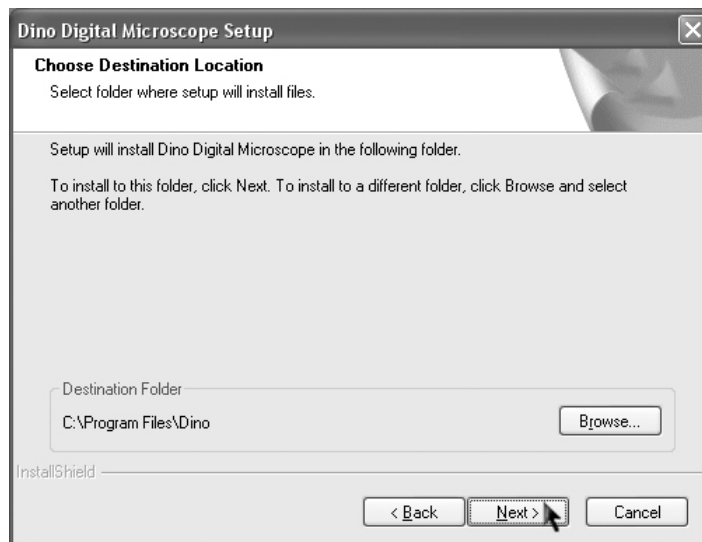 Dino Digital Microscope Setup
Choose Destination Location
Select folder where setup will install files.
Setup will install Dino Digital Microscope in the following folder.
To install to this folder, click Next. To install to a different folder, click Browse and select
another folder.
Destination Folder
C:\Program Files\Dino
Browse...
InstallShield
< Back
Next >
Cancel